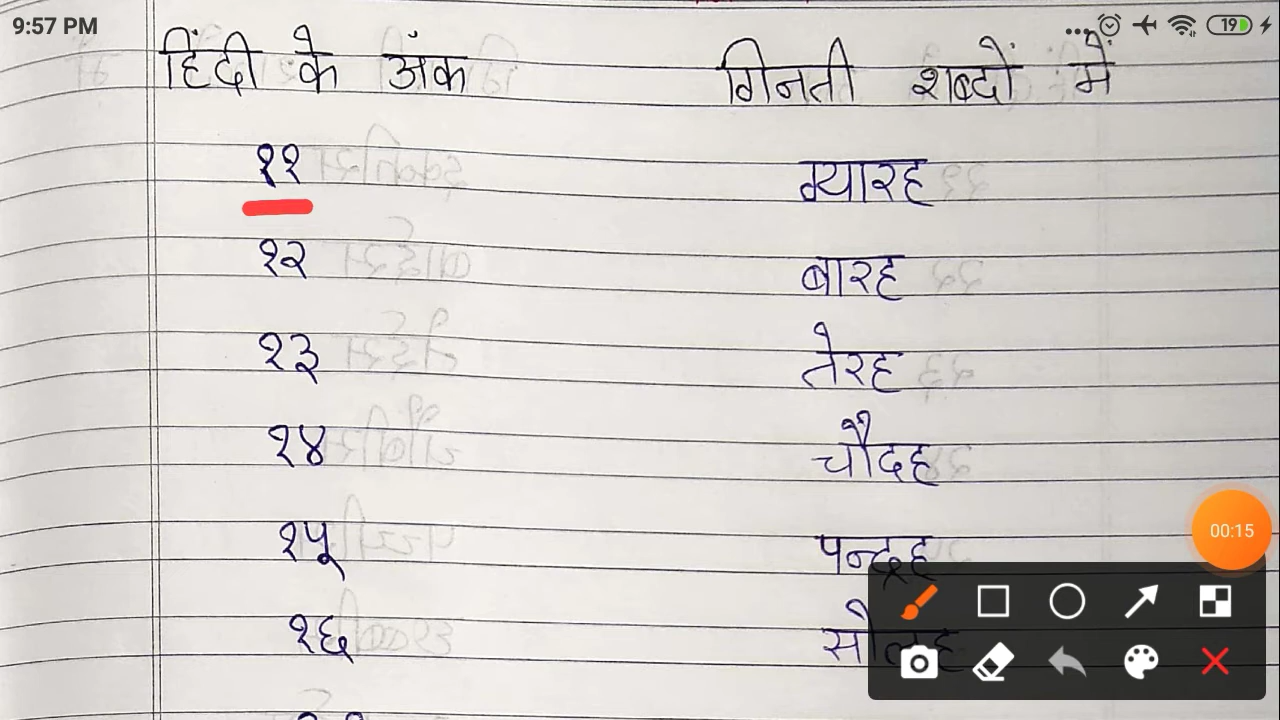 9:57 PM 19
हिंदी के अंक गिनती शब्दों में
११ ग्यारह
१२ बारह
१३ तेरह
१४ चौदह
१५ पन्द्रह
00:15
१६